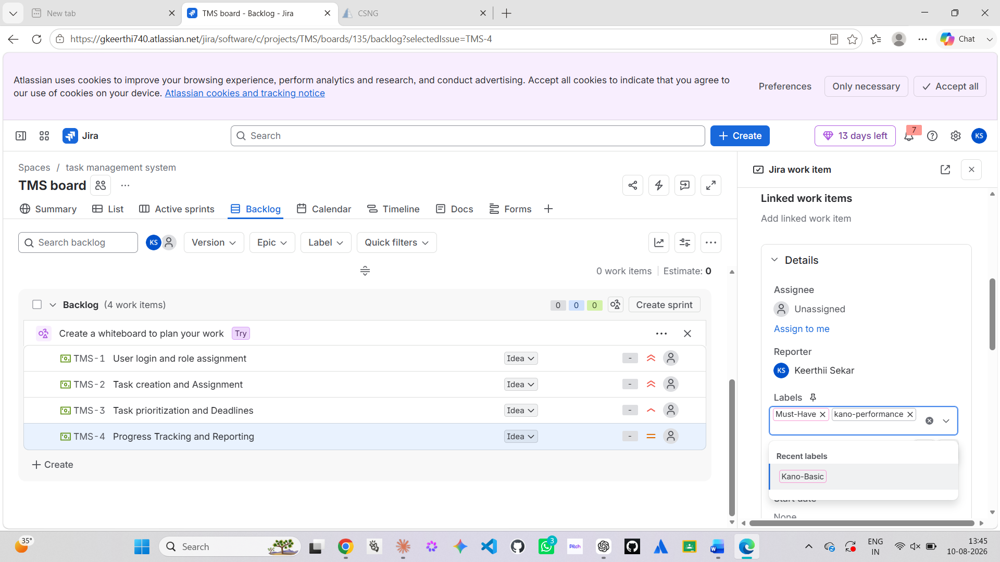 New tab
TMS board - Backlog - Jira
CSNG
https://gkeerthi740.atlassian.net/jira/software/c/projects/TMS/boards/135/backlog?selectedIssue=TMS-4
Chat
Atlassian uses cookies to improve your browsing experience, perform analytics and research, and conduct advertising. Accept all cookies to indicate that you agree to
our use of cookies on your device. Atlassian cookies and tracking notice
Preferences
Only necessary
Accept all
Jira
Search
Create
13 days left
7
KS
Spaces / task management system
TMS board
Summary
List
Active sprints
Backlog
Calendar
Timeline
Docs
Forms
Search backlog
KS
Version
Epic
Label
Quick filters
0 work items
Estimate: 0
Backlog (4 work items)
0 0 0
Create sprint
Create a whiteboard to plan your work Try
TMS-1 User login and role assignment Idea -
TMS-2 Task creation and Assignment Idea -
TMS-3 Task prioritization and Deadlines Idea -
TMS-4 Progress Tracking and Reporting Idea -
Create
Jira work item
Linked work items
Add linked work item
Details
Assignee
Unassigned
Assign to me
Reporter
KS Keerthii Sekar
Labels
Must-Have
kano-performance
Recent labels
Kano-Basic
Start date
None
35°
Search
3
Pitch
ENG
IN
13:45
10-08-2026